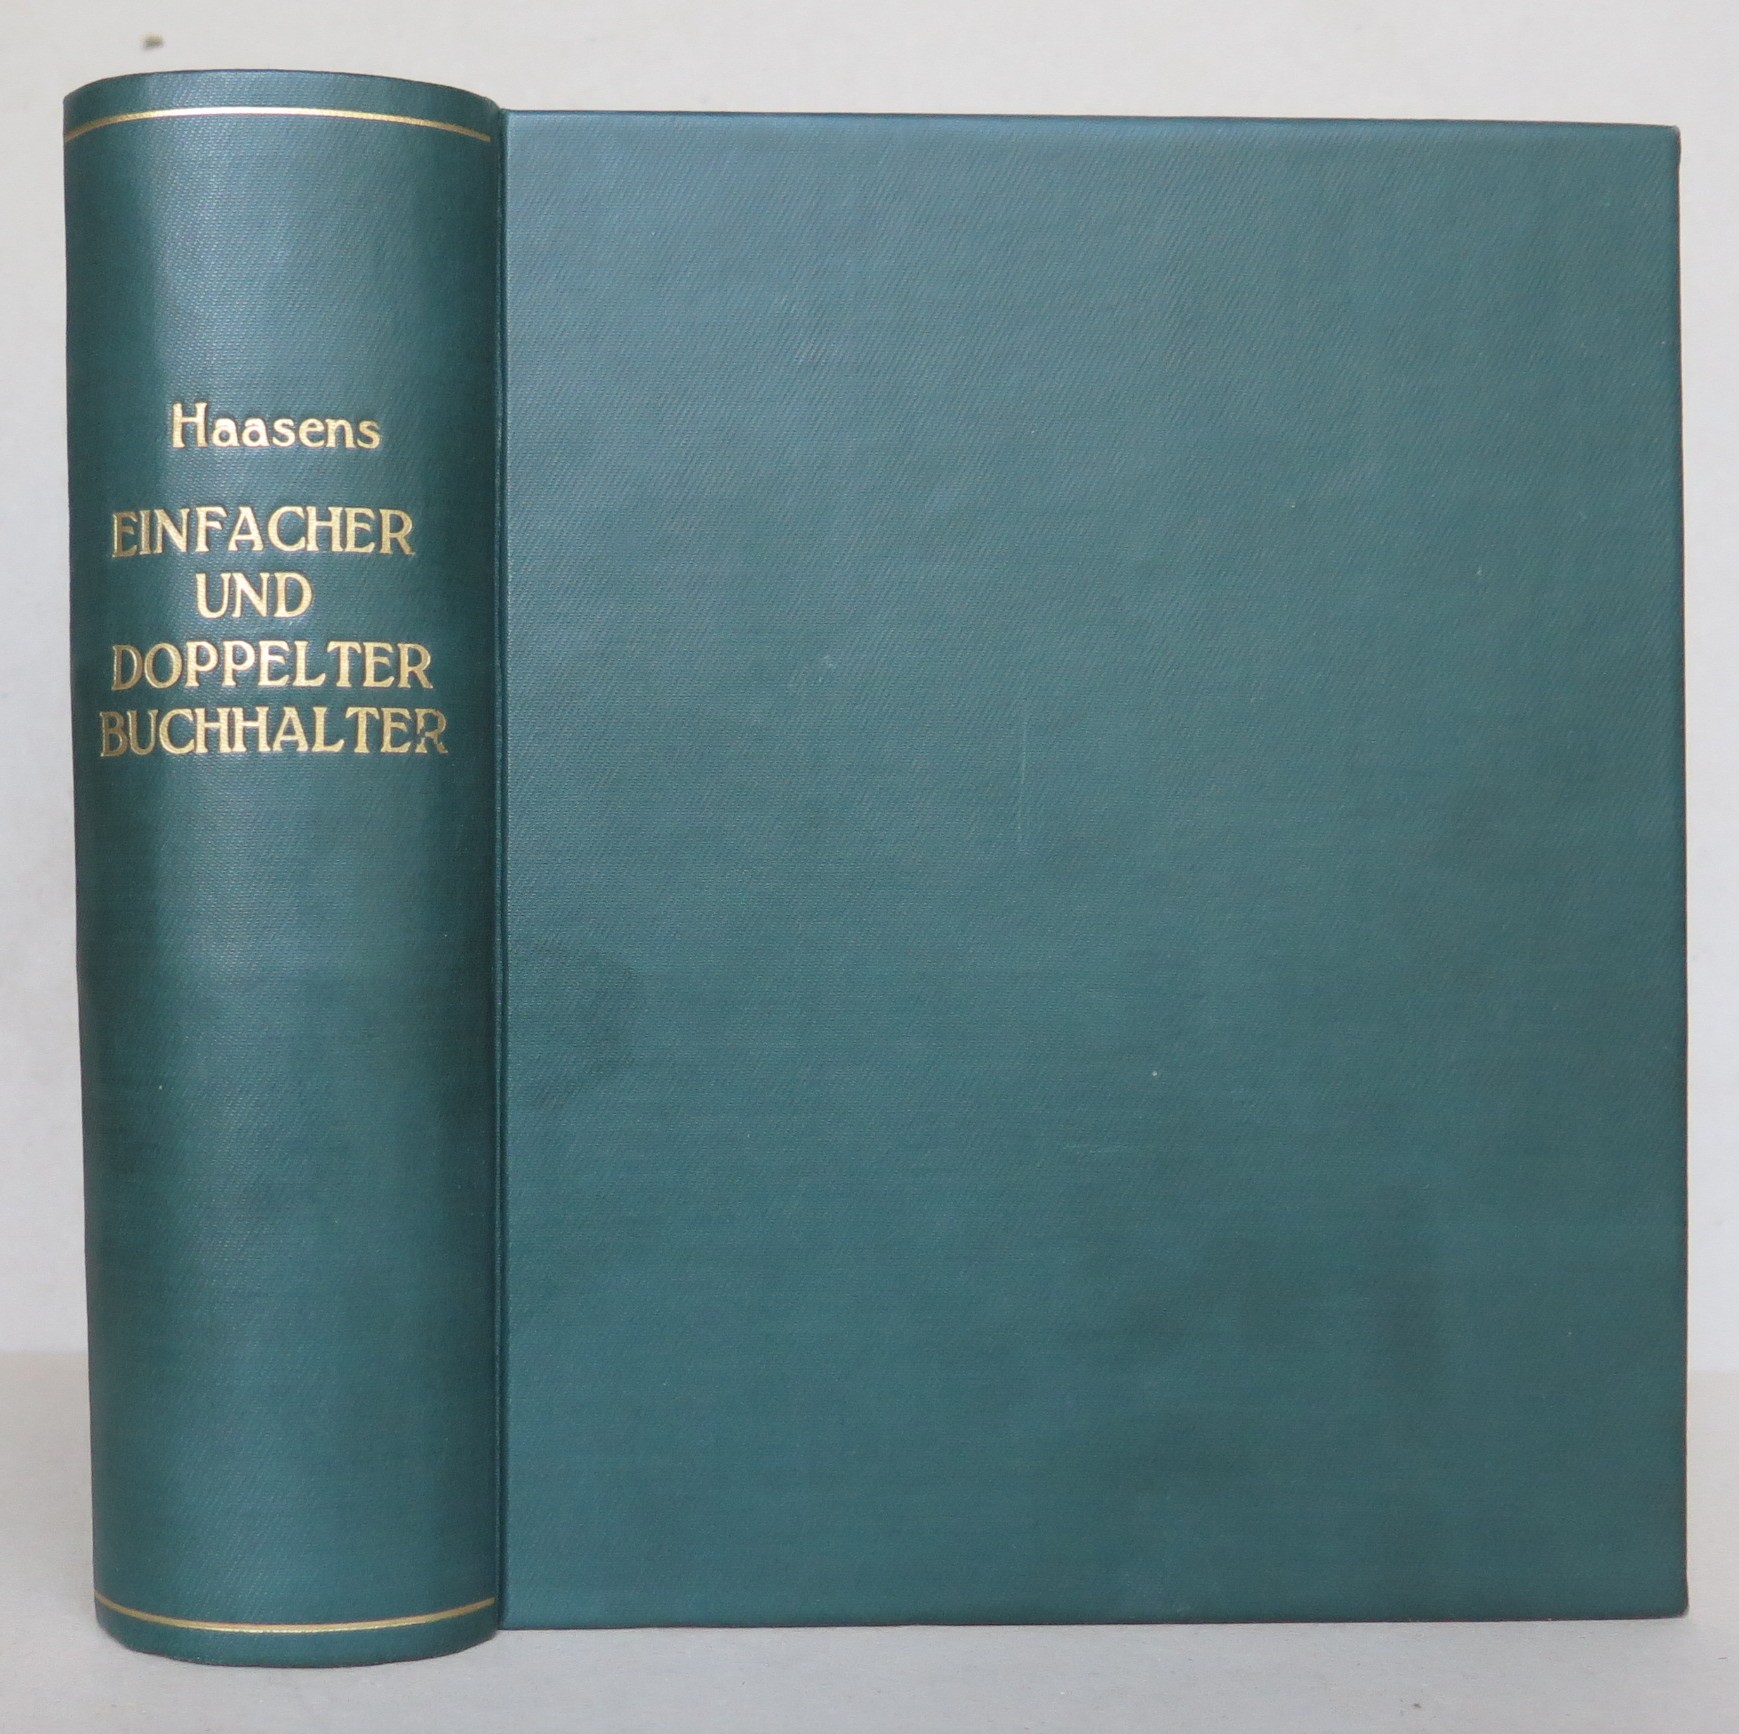 Haasens
EINFACHER
UND
DOPPELTER
BUCHHALTER